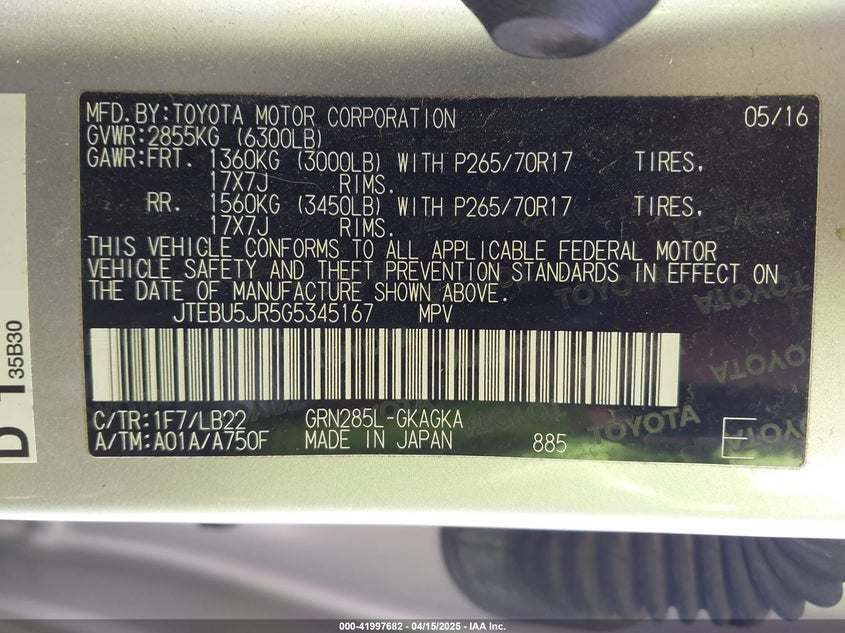 MFD.BY:TOYOTA MOTOR CORPORATION 05/16
GVWR:2855KG (6300LB)
GAWR:FRT. 1360KG (3000LB) WITH P265/70R17 TIRES.
17X7J RIMS.
RR. 1560KG (3450LB) WITH P265/70R17 TIRES.
17X7J RIMS.
THIS VEHICLE CONFORMS TO ALL APPLICABLE FEDERAL MOTOR
VEHICLE SAFETY AND THEFT PREVENTION STANDARDS IN EFFECT ON
THE DATE OF MANUFACTURE SHOWN ABOVE.
JTEBU5JR5G5345167 MPV
C/TR:1F7/LB22 GRN285L-GKAGKA
A/TM:A01A/A750F MADE IN JAPAN 885 E
35B30
TOYOTA
000-41997682 - 04/15/2025 - IAA Inc.